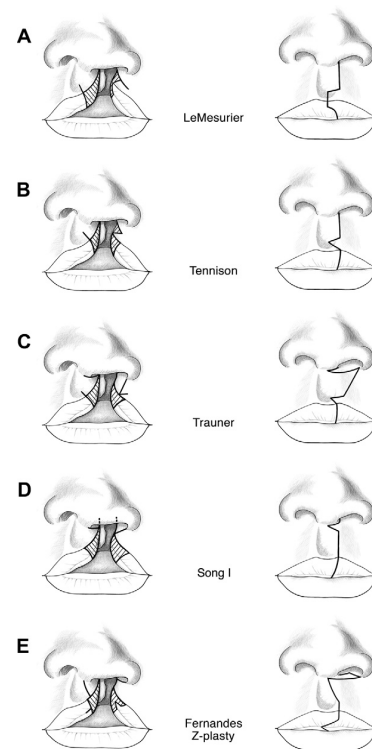 A
LeMesurier
B
Tennison
C
Trauner
D
Song I
E
Fernandes
Z-plasty